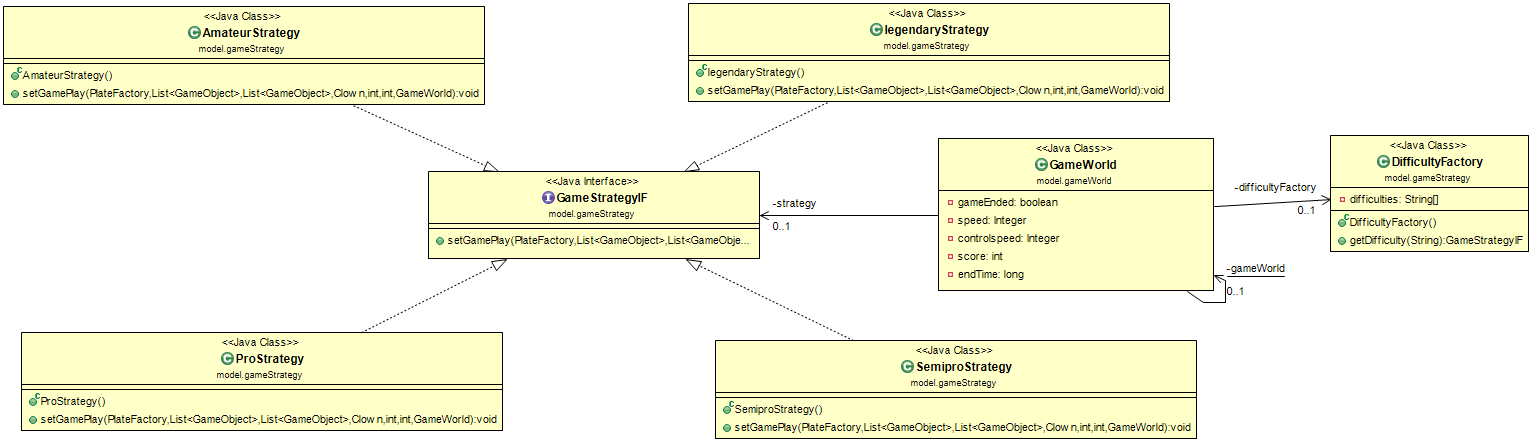 <<Java Class>>
AmateurStrategy
model.gameStrategy
AmateurStrategy()
setGamePlay(PlateFactory,List<GameObject>,List<GameObject>,Clow n,int,int,GameWorld):void
<<Java Class>>
legendaryStrategy
model.gameStrategy
legendaryStrategy()
setGamePlay(PlateFactory,List<GameObject>,List<GameObject>,Clow n,int,int,GameWorld):void
<<Java Interface>>
GameStrategyIF
model.gameStrategy
setGamePlay(PlateFactory,List<GameObject>,List<GameObje...
-strategy
0..1
<<Java Class>>
GameWorld
model.gameWorld
gameEnded: boolean
speed: Integer
controlspeed: Integer
score: int
endTime: long
-difficultyFactory
0..1
-gameWorld
0..1
<<Java Class>>
DifficultyFactory
model.gameStrategy
difficulties: String[]
DifficultyFactory()
getDifficulty(String):GameStrategyIF
<<Java Class>>
ProStrategy
model.gameStrategy
ProStrategy()
setGamePlay(PlateFactory,List<GameObject>,List<GameObject>,Clow n,int,int,GameWorld):void
<<Java Class>>
SemiproStrategy
model.gameStrategy
SemiproStrategy()
setGamePlay(PlateFactory,List<GameObject>,List<GameObject>,Clow n,int,int,GameWorld):void